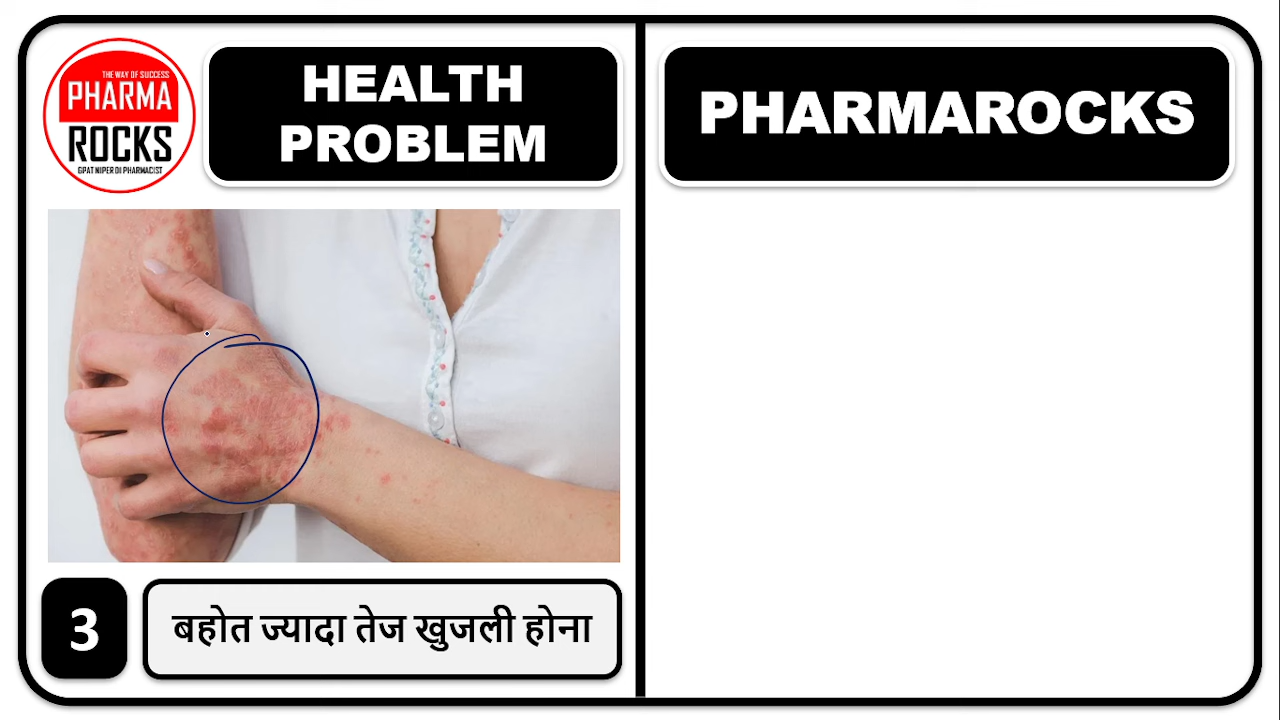 THE WAY OF SUCCESS
PHARMA
ROCKS
GPAT NIPER DI PHARMACIST
HEALTH
PROBLEM
PHARMAROCKS
3
बहोत ज्यादा तेज खुजली होना